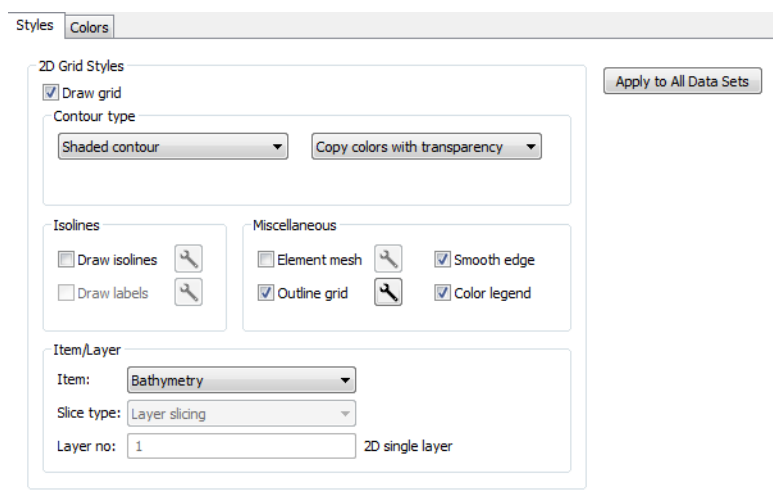 Styles Colors
2D Grid Styles
Apply to All Data Sets
Draw grid
Contour type
Shaded contour Copy colors with transparency
Isolines
Draw isolines
Draw labels
Miscellaneous
Element mesh Smooth edge
Outline grid Color legend
Item/Layer
Item: Bathymetry
Slice type: Layer slicing
Layer no: 1 2D single layer